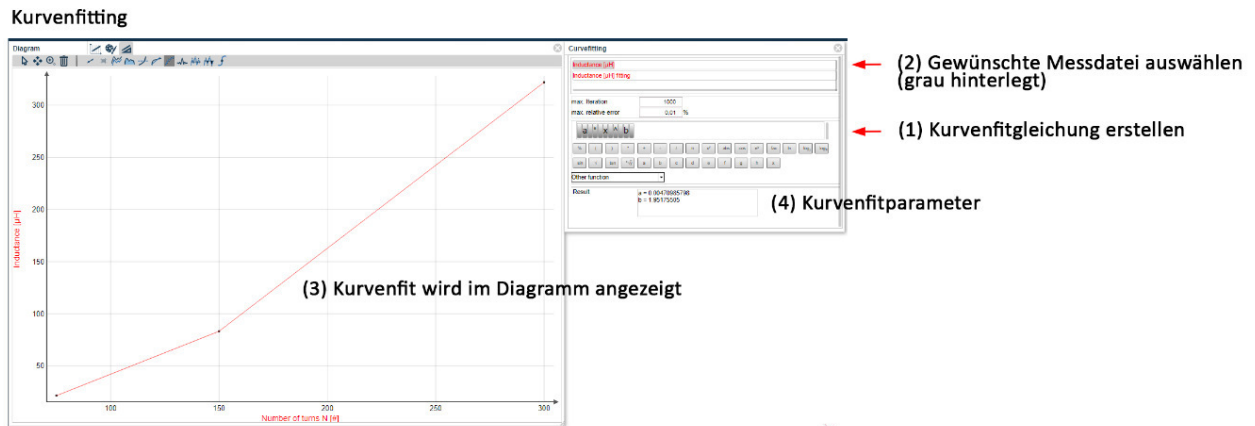 Kurvenfitting
Diagram
Curvefitting
Inductance [µH]
Inductance [µH] fitting
(2) Gewünschte Messdatei auswählen
(grau hinterlegt)
max. Iteration 1000
max. relative error 0.01 %
a * x ^ b
(1) Kurvenfitgleichung erstellen
Other function
Result
a = 0.00470985798
b = 1.95175505
(4) Kurvenfitparameter
(3) Kurvenfit wird im Diagramm angezeigt
300
250
200
150
100
50
Inductance [µH]
100 150 200 250 300
Number of turns N [#]